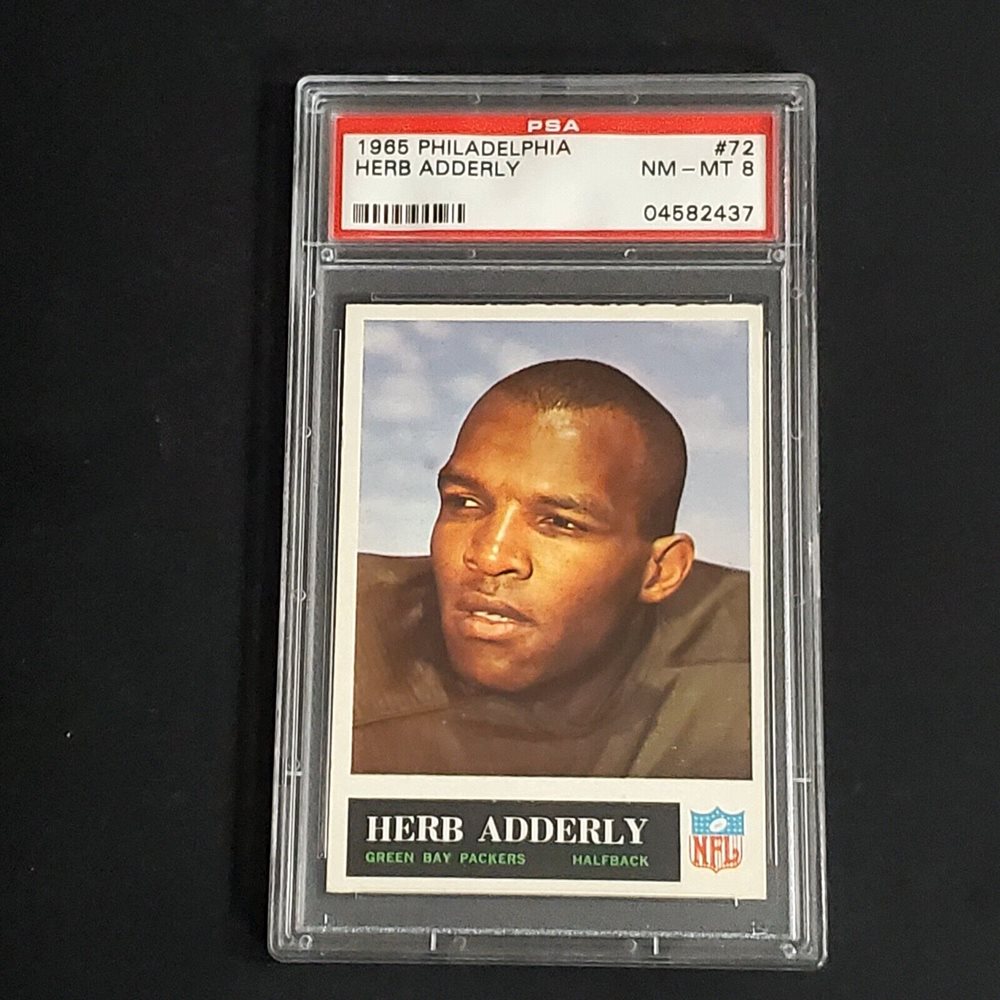 PSA
1965 PHILADELPHIA #72
HERB ADDERLY NM - MT 8
04582437
HERB ADDERLY
GREEN BAY PACKERS HALFBACK
NFL